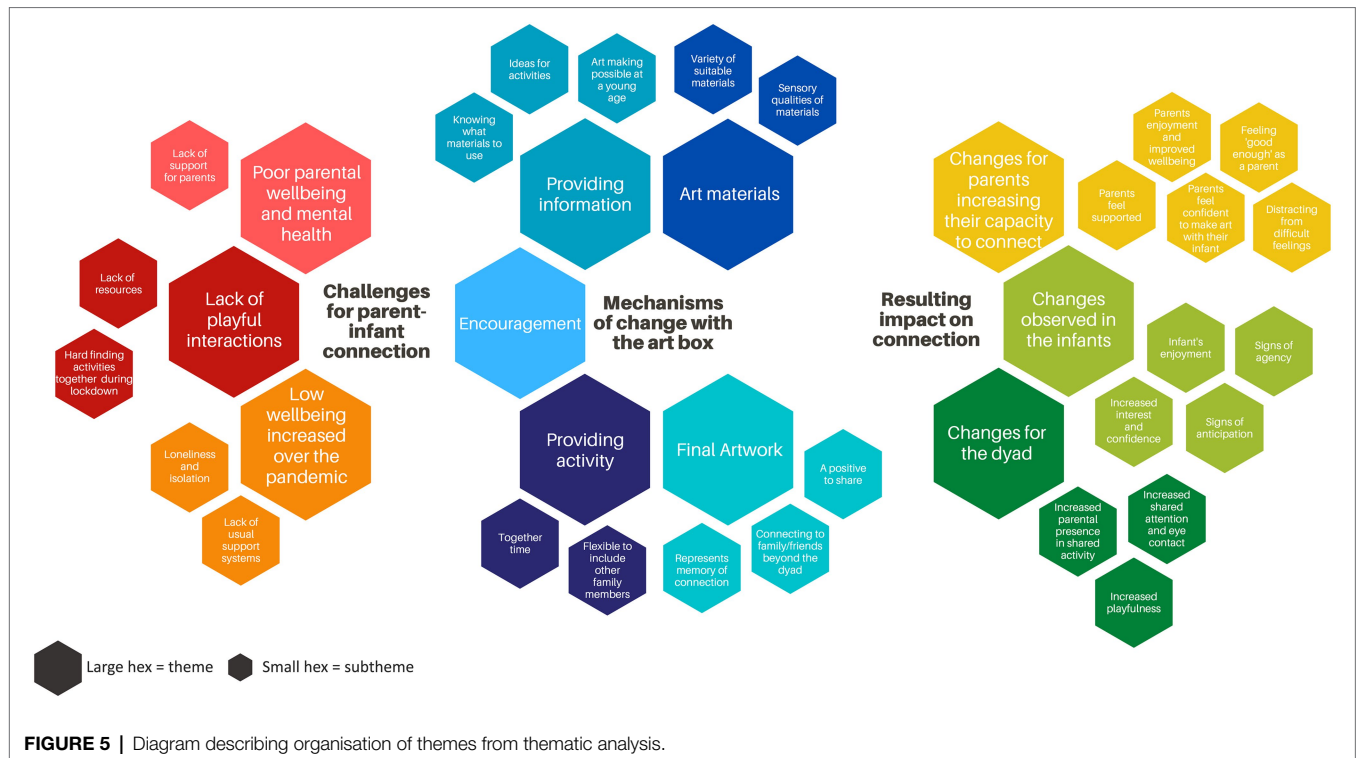 Lack of
support
for parents
Poor parental
wellbeing
and mental
health
Lack of
resources
Lack of
playful
interactions
Hard finding
activities
together during
lockdown
Low
wellbeing
increased
over the
pandemic
Loneliness
and
isolation
Lack of
usual
support
systems
Challenges
for parent-
infant
connection
Ideas for
activities
Art making
possible at
a young
age
Knowing
what
materials to
use
Providing
information
Variety of
suitable
materials
Sensory
qualities of
materials
Art materials
Encouragement
Mechanisms
of change with
the art box
Providing
activity
Together
time
Flexible to
include
other
family
members
Final Artwork
A positive
to share
Connecting to
family/friends
beyond the
dyad
Represents
memory of
connection
Resulting
impact on
connection
Changes for
parents
increasing
their capacity
to connect
Parents
feel
supported
Parents
enjoyment
and
improved
wellbeing
Feeling
'good
enough' as
a parent
Parents
feel
confident
to make art
with their
infant
Distracting
from
difficult
feelings
Changes
observed in
the infants
Infant's
enjoyment
Signs of
agency
Increased
interest
and
confidence
Signs of
anticipation
Changes for
the dyad
Increased
parental
presence
in shared
activity
Increased
shared
attention
and eye
contact
Increased
playfulness
Large hex = theme
Small hex = subtheme
FIGURE 5 | Diagram describing organisation of themes from thematic analysis.